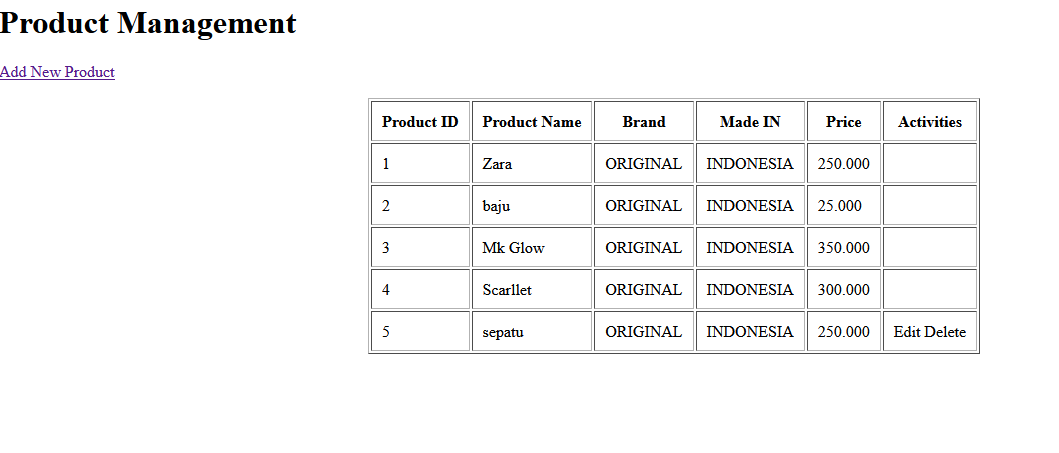 Product Management
Add New Product
Product ID Product Name Brand Made IN Price Activities
1 Zara ORIGINAL INDONESIA 250.000
2 baju ORIGINAL INDONESIA 25.000
3 Mk Glow ORIGINAL INDONESIA 350.000
4 Scarllet ORIGINAL INDONESIA 300.000
5 sepatu ORIGINAL INDONESIA 250.000 Edit Delete